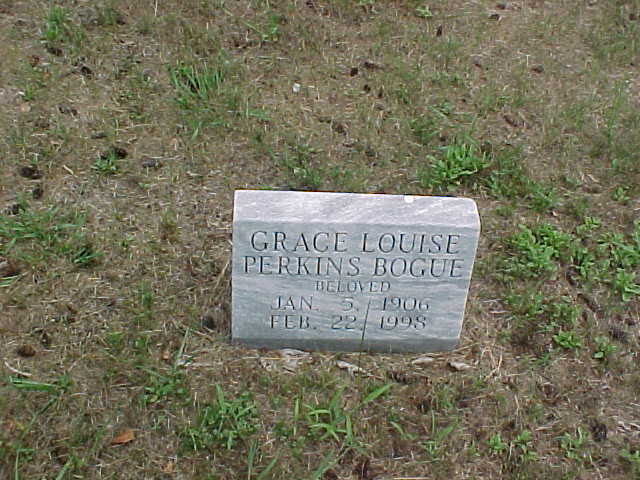 GRACE LOUISE
PERKINS BOGUE
BELOVED
JAN. 5, 1906
FEB. 22, 1998